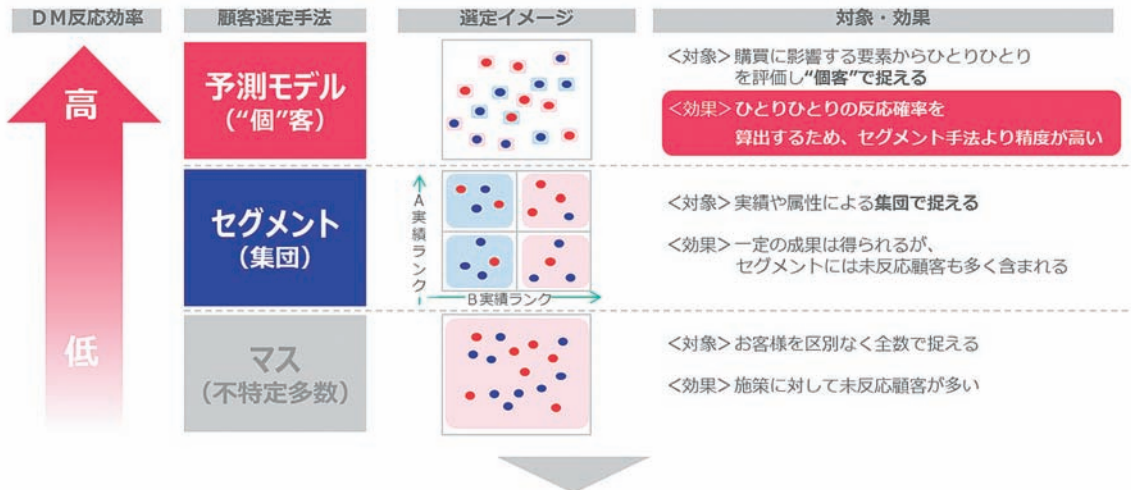 DM反応効率
顧客選定手法
選定イメージ
対象・効果
高
低
予測モデル
(“個”客)
<対象>購買に影響する要素からひとりひとり
を評価し“個客”で捉える
<効果>ひとりひとりの反応確率を
算出するため、セグメント手法より精度が高い
セグメント
(集団)
A実績ランク
B実績ランク
<対象>実績や属性による集団で捉える
<効果>一定の成果は得られるが、
セグメントには未反応顧客も多く含まれる
マス
(不特定多数)
<対象>お客様を区別なく全数で捉える
<効果>施策に対して未反応顧客が多い